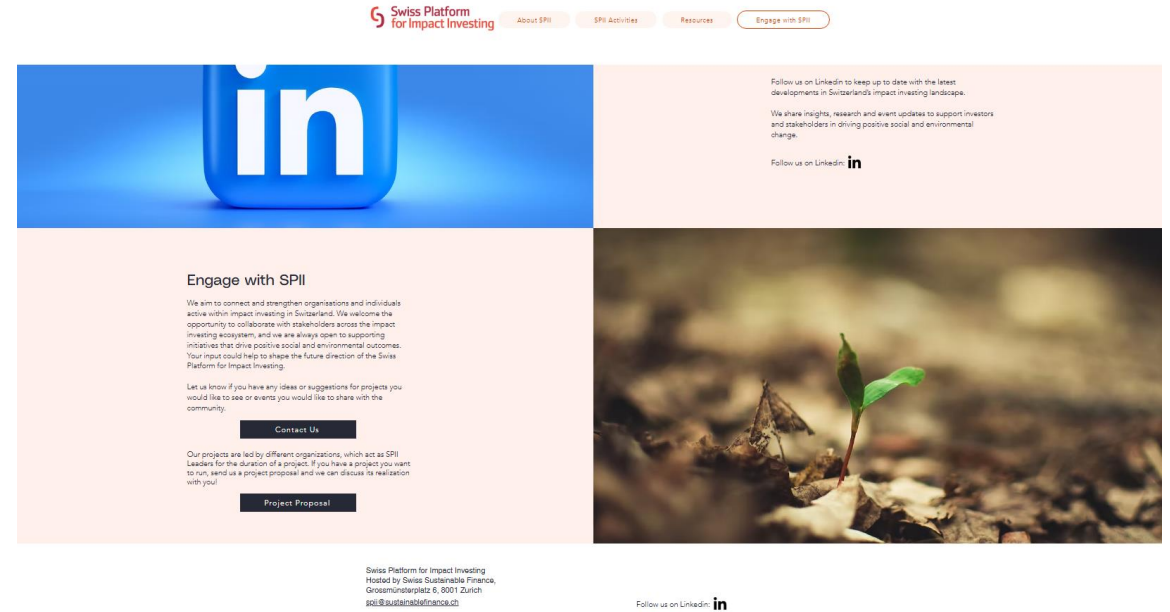 Swiss Platform
for Impact Investing
About SPII
SPII Activities
Resources
Engage with SPII
in
Follow us on Linkedin to keep up to date with the latest
developments in Switzerland's impact investing landscape.
We share insights, research and event updates to support investors
and stakeholders in driving positive social and environmental
change.
Follow us on Linkedin: in
Engage with SPII
We aim to connect and strengthen organisations and individuals
active within impact investing in Switzerland. We welcome the
opportunity to collaborate with stakeholders across the impact
investing ecosystem, and we are always open to supporting
initiatives that drive positive social and environmental outcomes.
Your input could help to shape the future direction of the Swiss
Platform for Impact Investing.
Let us know if you have any ideas or suggestions for projects you
would like to see or events you would like to share with the
community.
Contact Us
Our projects are led by different organizations, which act as SPII
Leaders for the duration of a project. If you have a project you want
to run, send us a project proposal and we can discuss its realization
with you!
Project Proposal
Swiss Platform for Impact Investing
Hosted by Swiss Sustainable Finance,
Grossmünsterplatz 6, 8001 Zurich
spii@sustainablefinance.ch
Follow us on Linkedin: in